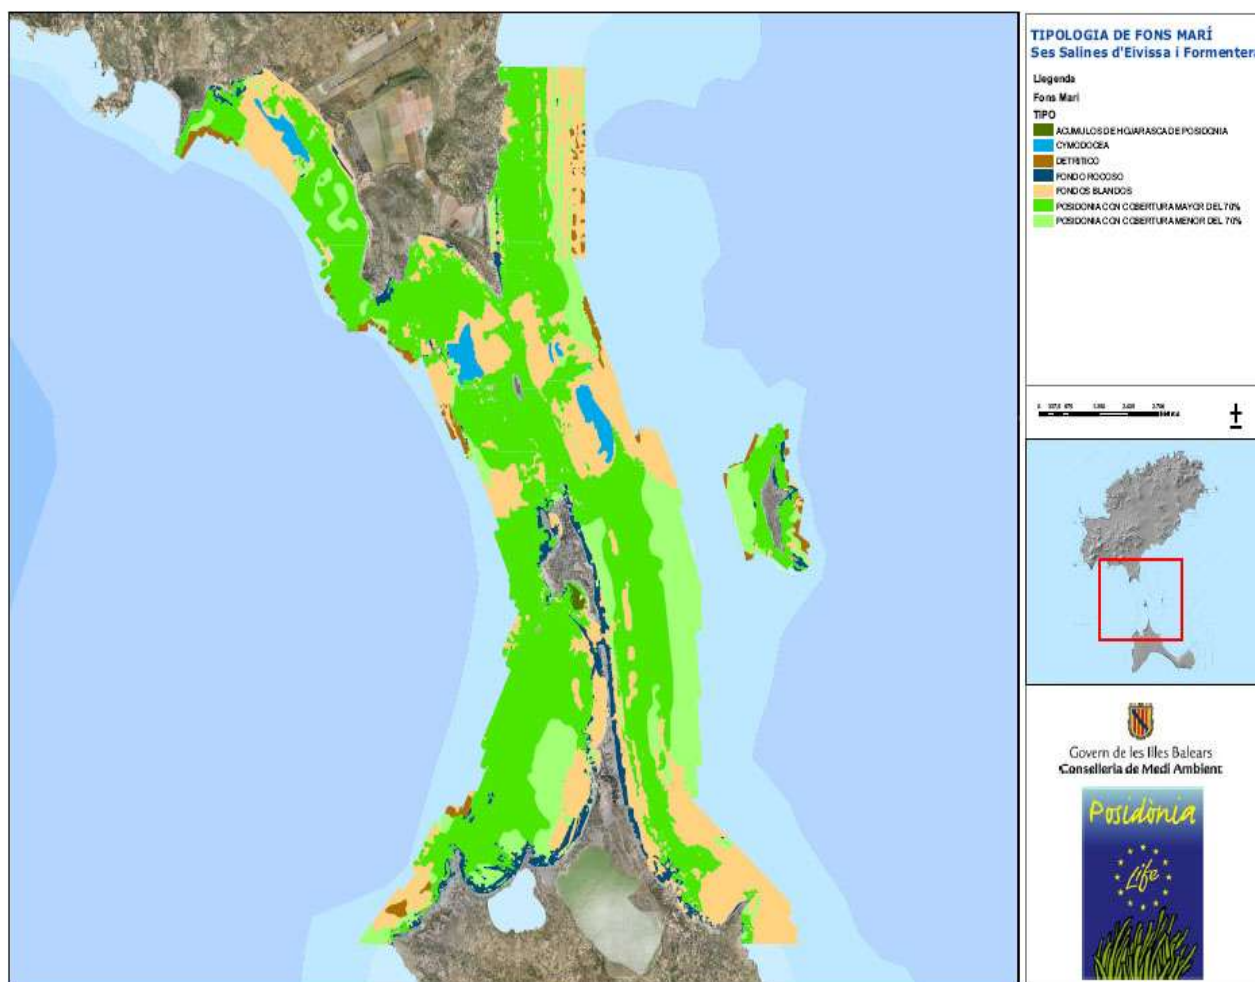 TIPOLOGIA DE FONS MARÍ
Ses Salines d'Eivissa i Formentera
Llegenda
Fons Marí
TIPO
ACUMULOS DE HOJARASCA DE POSIDONIA
CYMODOCEA
DETRITICO
FONDO ROCOSO
FONDOS BLANDOS
POSIDONIA CON COBERTURA MAYOR DEL 70%
POSIDONIA CON COBERTURA MENOR DEL 70%
0
Govern de les Illes Balears
Conselleria de Medi Ambient
Posidònia
Life